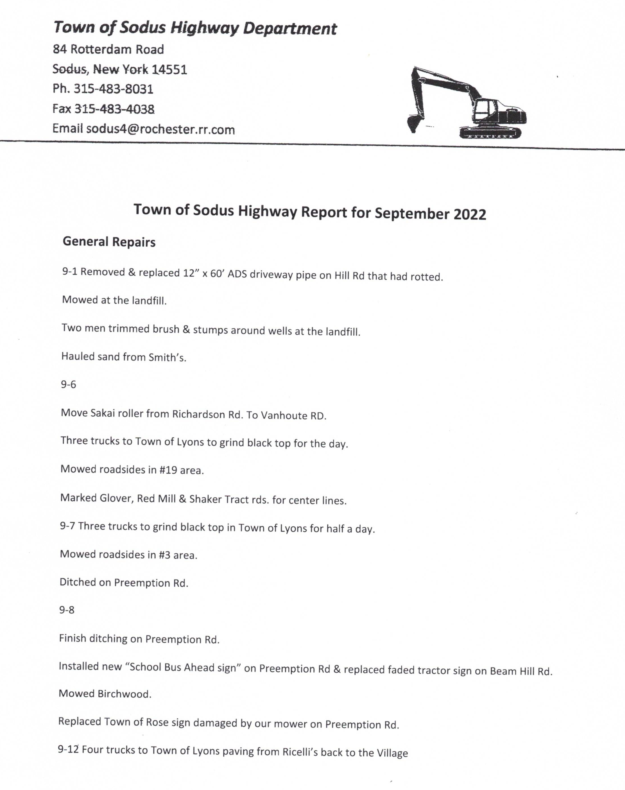 Town of Sodus Highway Department
84 Rotterdam Road
Sodus, New York 14551
Ph. 315-483-8031
Fax 315-483-4038
Email sodus4@rochester.rr.com
Town of Sodus Highway Report for September 2022
General Repairs
9-1 Removed & replaced 12” x 60’ ADS driveway pipe on Hill Rd that had rotted.
Mowed at the landfill.
Two men trimmed brush & stumps around wells at the landfill.
Hauled sand from Smith’s.
9-6
Move Sakai roller from Richardson Rd. To Vanhoute RD.
Three trucks to Town of Lyons to grind black top for the day.
Mowed roadsides in #19 area.
Marked Glover, Red Mill & Shaker Tract rds. for center lines.
9-7 Three trucks to grind black top in Town of Lyons for half a day.
Mowed roadsides in #3 area.
Ditched on Preemption Rd.
9-8
Finish ditching on Preemption Rd.
Installed new “School Bus Ahead sign” on Preemption Rd & replaced faded tractor sign on Beam Hill Rd.
Mowed Birchwood.
Replaced Town of Rose sign damaged by our mower on Preemption Rd.
9-12 Four trucks to Town of Lyons paving from Ricelli’s back to the Village